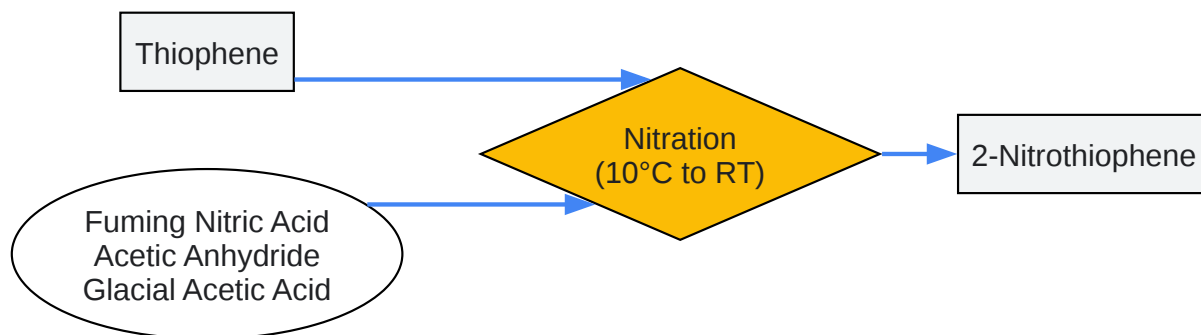 Thiophene
Nitration
(10°C to RT)
2-Nitrothiophene
Fuming Nitric Acid
Acetic Anhydride
Glacial Acetic Acid